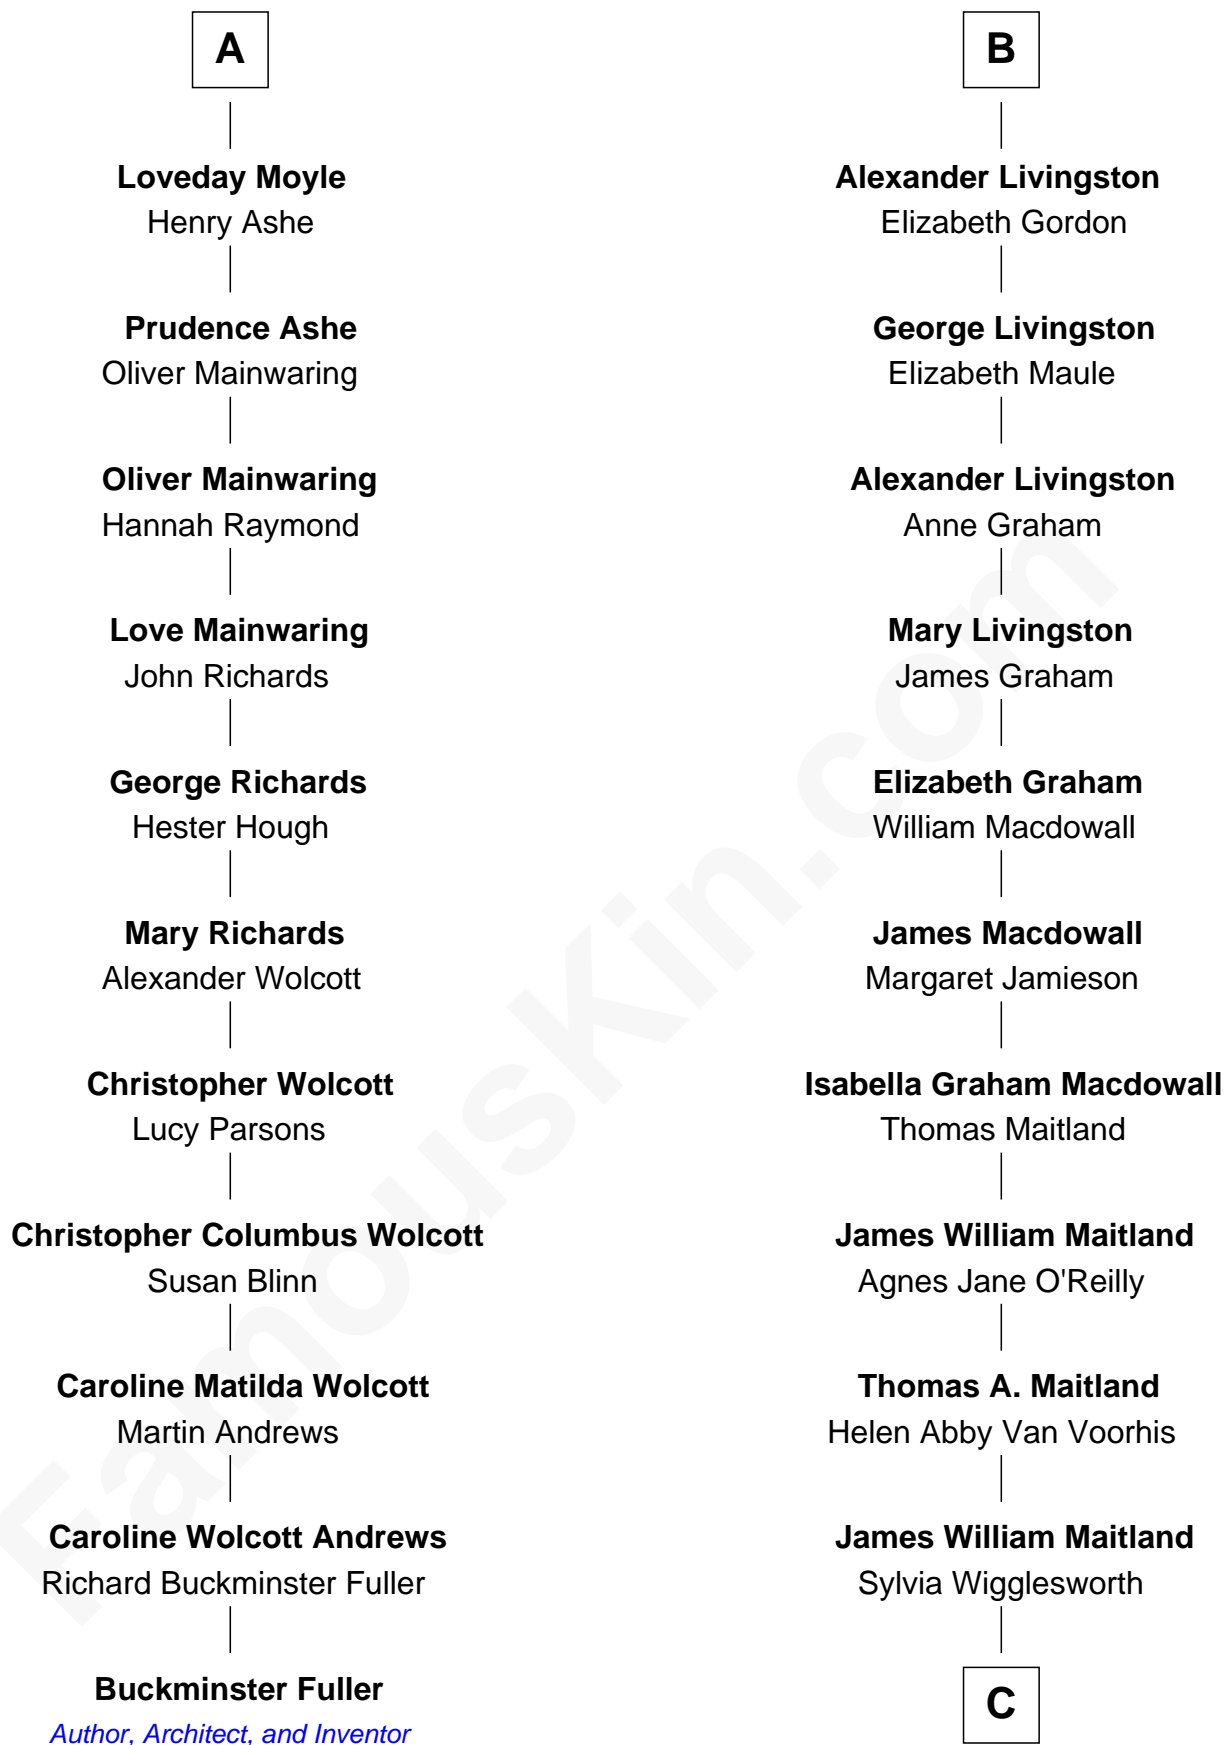 A
Loveday Moyle
Henry Ashe
Prudence Ashe
Oliver Mainwaring
Oliver Mainwaring
Hannah Raymond
Love Mainwaring
John Richards
George Richards
Hester Hough
Mary Richards
Alexander Wolcott
Christopher Wolcott
Lucy Parsons
Christopher Columbus Wolcott
Susan Blinn
Caroline Matilda Wolcott
Martin Andrews
Caroline Wolcott Andrews
Richard Buckminster Fuller
Buckminster Fuller
Author, Architect, and Inventor
B
Alexander Livingston
Elizabeth Gordon
George Livingston
Elizabeth Maule
Alexander Livingston
Anne Graham
Mary Livingston
James Graham
Elizabeth Graham
William Macdowall
James Macdowall
Margaret Jamieson
Isabella Graham Macdowall
Thomas Maitland
James William Maitland
Agnes Jane O'Reilly
Thomas A. Maitland
Helen Abby Van Voorhis
James William Maitland
Sylvia Wigglesworth
C
FamousKin.com